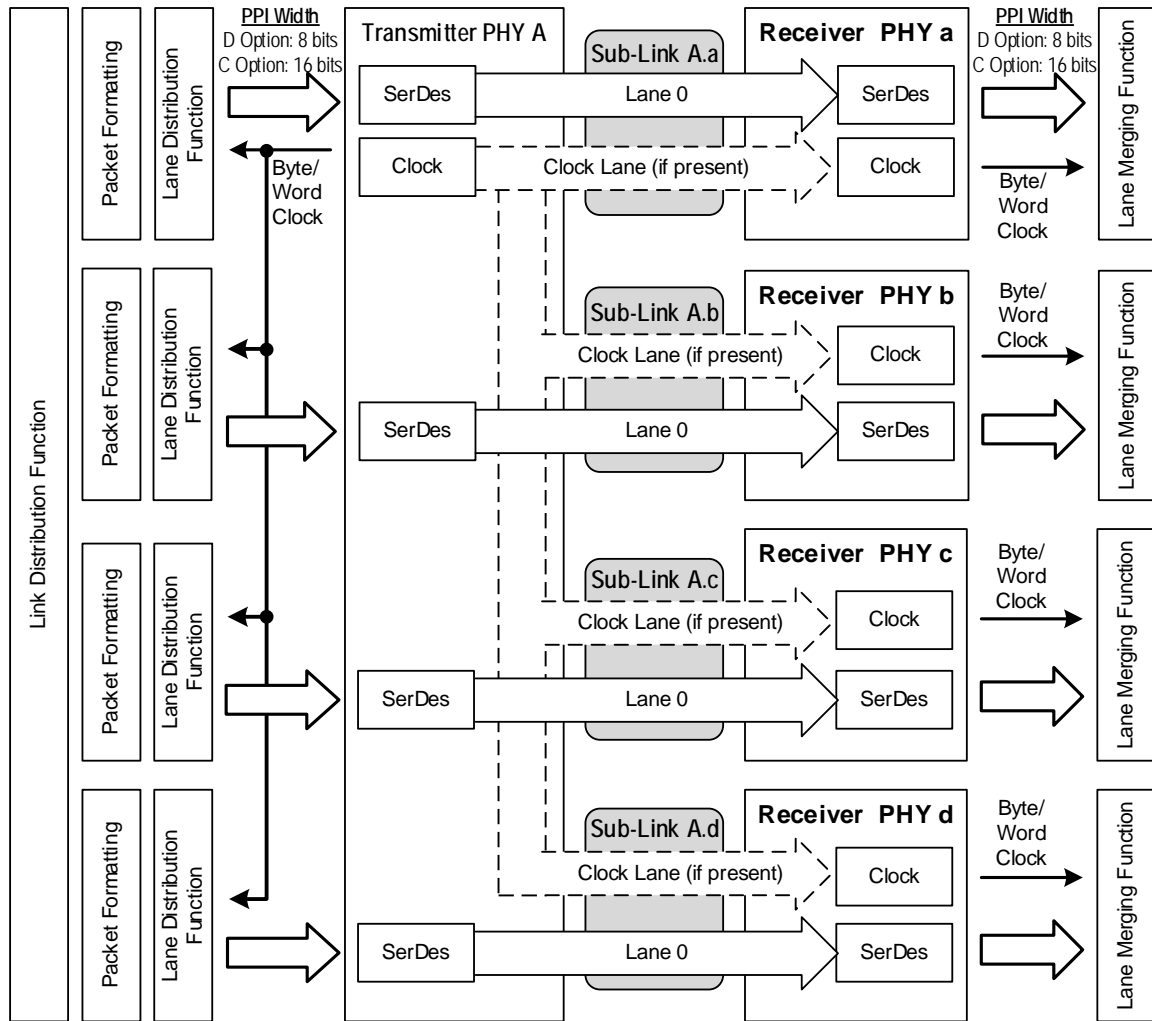 Link Distribution Function
PPI Width
D Option: 8 bits
C Option: 16 bits
Packet Formatting
Lane Distribution
Function
Byte/
Word
Clock
Transmitter PHY A
SerDes
Clock
Sub-Link A.a
Lane 0
Clock Lane (if present)
Receiver PHY a
SerDes
Clock
PPI Width
D Option: 8 bits
C Option: 16 bits
Byte/
Word
Clock
Lane Merging Function
Packet Formatting
Lane Distribution
Function
SerDes
Sub-Link A.b
Clock Lane (if present)
Lane 0
Receiver PHY b
Clock
SerDes
Byte/
Word
Clock
Lane Merging Function
Packet Formatting
Lane Distribution
Function
SerDes
Sub-Link A.c
Clock Lane (if present)
Lane 0
Receiver PHY c
Clock
SerDes
Byte/
Word
Clock
Lane Merging Function
Packet Formatting
Lane Distribution
Function
SerDes
Sub-Link A.d
Clock Lane (if present)
Lane 0
Receiver PHY d
Clock
SerDes
Byte/
Word
Clock
Lane Merging Function